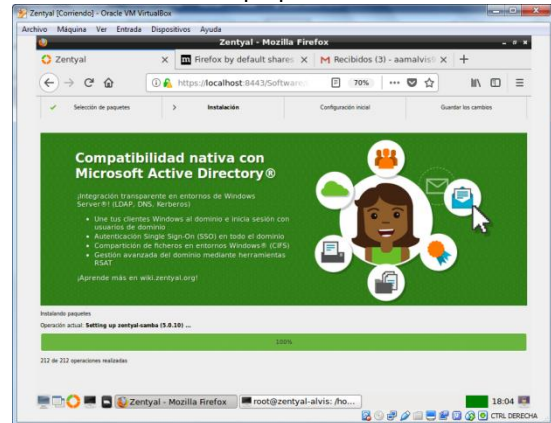 Zentyal [Corriendo] - Oracle VM VirtualBox
Archivo Máquina Ver Entrada Dispositivos Ayuda
Zentyal - Mozilla Firefox
Zentyal
Firefox by default shares
Recibidos (3) - aamalvis
https://localhost:8443/Software/
70%
Selección de paquetes
Instalación
Configuración inicial
Guardar los cambios
Compatibilidad nativa con
Microsoft Active Directory®
¡Integración transparente en entornos de Windows
Server®! (LDAP, DNS, Kerberos)
• Une tus clientes Windows al dominio e inicia sesión con
usuarios de dominio
• Autenticación Single Sign-On (SSO) en todo el dominio
• Compartición de ficheros en entornos Windows® (CIFS)
• Gestión avanzada del dominio mediante herramientas
RSAT
¡Aprende más en wiki.zentyal.org!
Instalando paquetes
Operación actual: Setting up zentyal-samba (5.0.10) ...
100%
212 de 212 operaciones realizadas
Zentyal - Mozilla Firefox
root@zentyal-alvis: /ho...
18:04
CTRL DERECHA